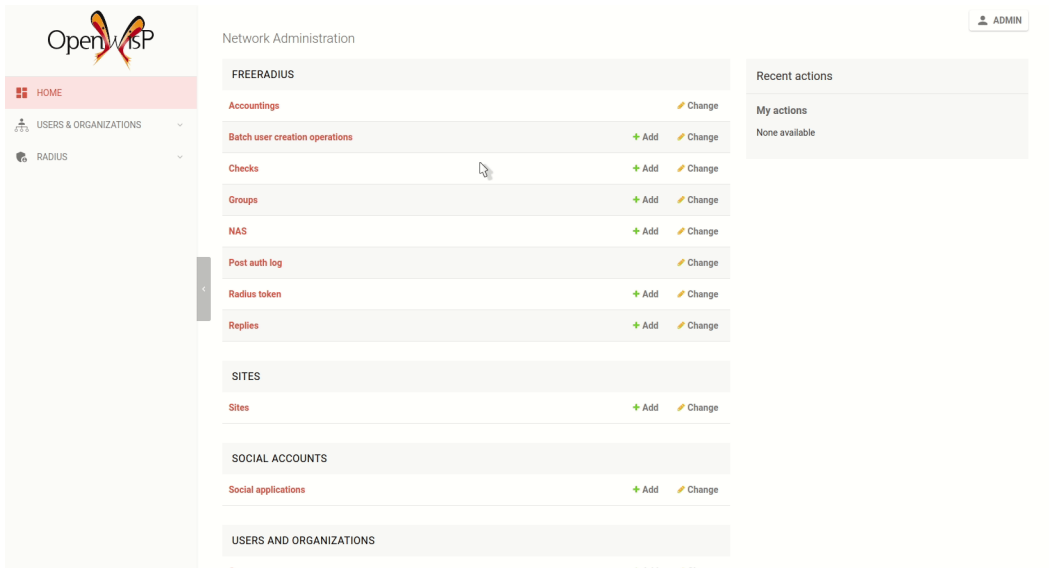 OpenWISP
ADMIN
Network Administration
HOME
USERS & ORGANIZATIONS
RADIUS
FREERADIUS
Accountings Change
Batch user creation operations Add Change
Checks Add Change
Groups Add Change
NAS Add Change
Post auth log Change
Radius token Add Change
Replies Add Change
SITES
Sites Add Change
SOCIAL ACCOUNTS
Social applications Add Change
USERS AND ORGANIZATIONS
Recent actions
My actions
None available